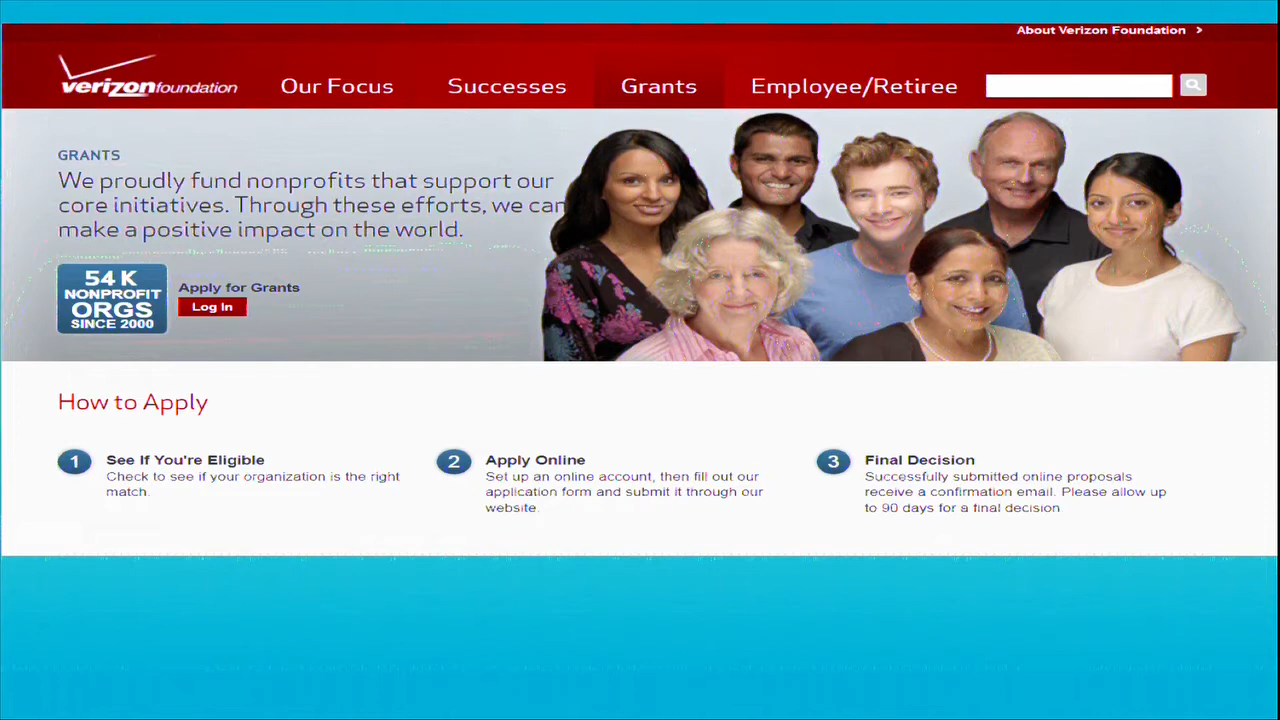 About Verizon Foundation >
verizonfoundation
Our Focus Successes Grants Employee/Retiree
GRANTS
We proudly fund nonprofits that support our
core initiatives. Through these efforts, we can
make a positive impact on the world.
54 K
NONPROFIT
ORGS
SINCE 2000
Apply for Grants
Log In
How to Apply
1
See If You're Eligible
Check to see if your organization is the right
match.
2
Apply Online
Set up an online account, then fill out our
application form and submit it through our
website.
3
Final Decision
Successfully submitted online proposals
receive a confirmation email. Please allow up
to 90 days for a final decision